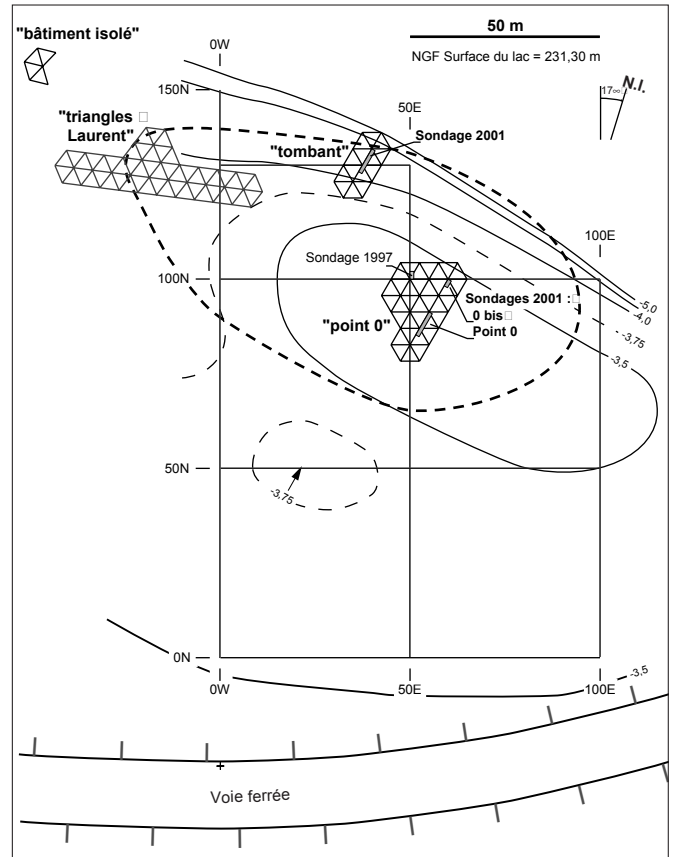 "bâtiment isolé"
50 m
NGF Surface du lac = 231,30 m
0W
150N
N.I.
17∞
"triangles
Laurent"
50E
Sondage 2001
"tombant"
100E
Sondage 1997
100N
Sondages 2001 :
0 bis
Point 0
"point 0"
-5,0
-4,0
-3,75
-3,5
50N
-3,75
0N
-3,5
0W
50E
100E
Voie ferrée